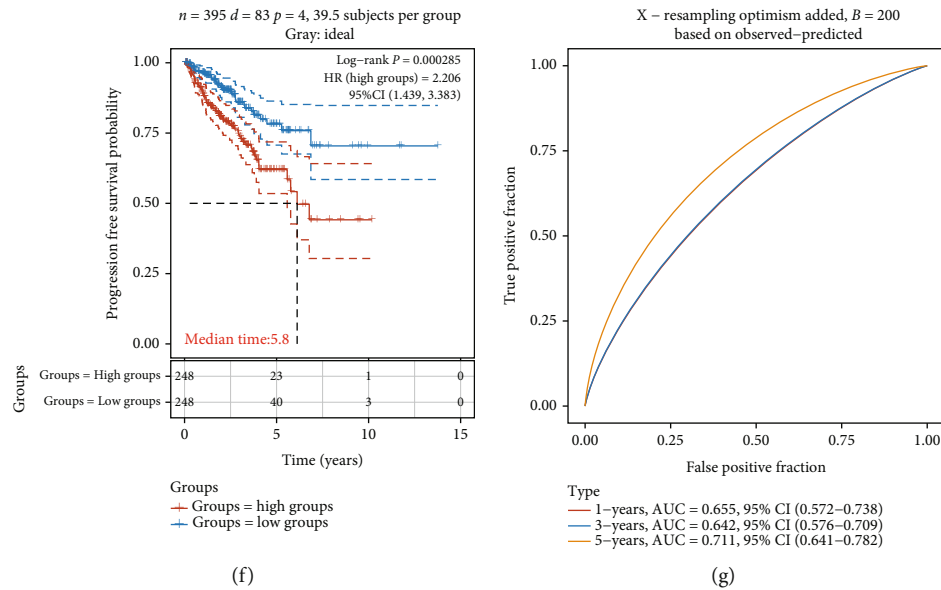 n = 395 d = 83 p = 4, 39.5 subjects per group
Gray: ideal
Log−rank P = 0.000285
HR (high groups) = 2.206
95%CI (1.439, 3.383)
Progression free survival probability
1.00
0.75
0.50
0.25
0.00
Median time:5.8
Groups
Groups = High groups 248 23 1 0
Groups = Low groups 248 40 3 0
0 5 10 15
Time (years)
Groups
Groups = high groups
Groups = low groups
(f)
X − resampling optimism added, B = 200
based on observed−predicted
True positive fraction
1.00
0.75
0.50
0.25
0.00
0.00 0.25 0.50 0.75 1.00
False positive fraction
Type
1−years, AUC = 0.655, 95% CI (0.572−0.738)
3−years, AUC = 0.642, 95% CI (0.576−0.709)
5−years, AUC = 0.711, 95% CI (0.641−0.782)
(g)